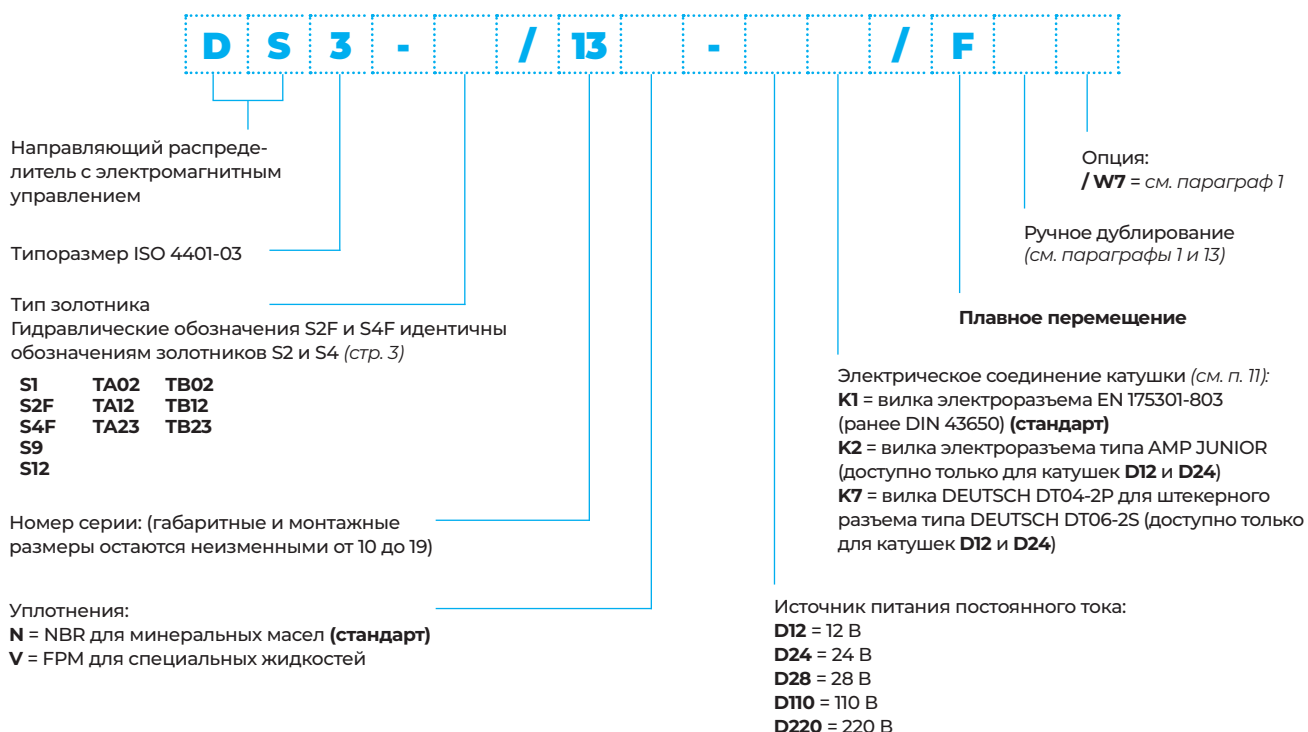 D S 3 - / 13 - / F
Направляющий распреде-
литель с электромагнитным
управлением
Типоразмер ISO 4401-03
Тип золотника
Гидравлические обозначения S2F и S4F идентичны
обозначениям золотников S2 и S4 (стр. 3)
S1 TA02 TB02
S2F TA12 TB12
S4F TA23 TB23
S9
S12
Номер серии: (габаритные и монтажные
размеры остаются неизменными от 10 до 19)
Уплотнения:
N = NBR для минеральных масел (стандарт)
V = FPM для специальных жидкостей
Опция:
/ W7 = см. параграф 1
Ручное дублирование
(см. параграфы 1 и 13)
Плавное перемещение
Электрическое соединение катушки (см. п. 11):
K1 = вилка электроразъема EN 175301-803
(ранее DIN 43650) (стандарт)
K2 = вилка электроразъема типа AMP JUNIOR
(доступно только для катушек D12 и D24)
K7 = вилка DEUTSCH DT04-2P для штекерного
разъема типа DEUTSCH DT06-2S (доступно только
для катушек D12 и D24)
Источник питания постоянного тока:
D12 = 12 В
D24 = 24 В
D28 = 28 В
D110 = 110 В
D220 = 220 В